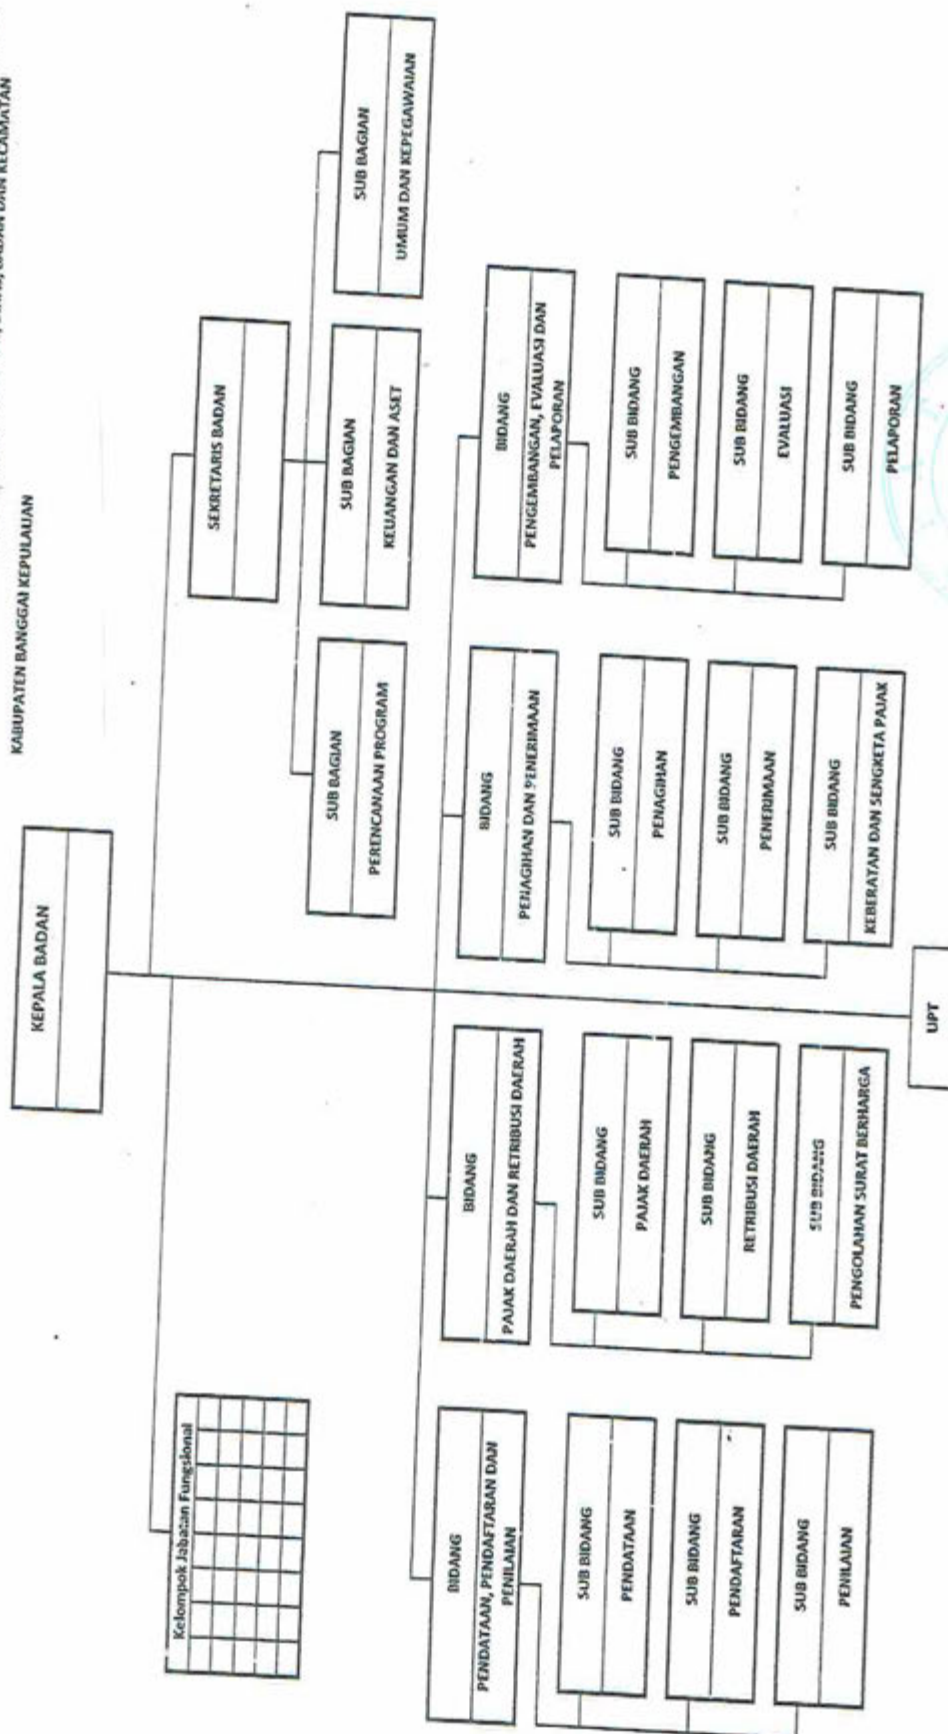 BADAN DAN KECAMATAN
KABUPATEN BANGGAI KEPULAUAN
KEPALA BADAN
Kelompok Jabatan Fungsional
SEKRETARIS BADAN
SUB BAGIAN
PERENCANAAN PROGRAM
SUB BAGIAN
KEUANGAN DAN ASET
SUB BAGIAN
UMUM DAN KEPEGAWAIAN
BIDANG
PENDATAAN, PENDAFTARAN DAN
PENILAIAN
SUB BIDANG
PENDATAAN
SUB BIDANG
PENDAFTARAN
SUB BIDANG
PENILAIAN
BIDANG
PAJAK DAERAH DAN RETRIBUSI DAERAH
SUB BIDANG
PAJAK DAERAH
SUB BIDANG
RETRIBUSI DAERAH
SUB BIDANG
PENGOLAHAN SURAT BERHARGA
BIDANG
PENAGIHAN DAN PENERIMAAN
SUB BIDANG
PENAGIHAN
SUB BIDANG
PENERIMAAN
SUB BIDANG
KEBERATAN DAN SENGKETA PAJAK
BIDANG
PENGEMBANGAN, EVALUASI DAN
PELAPORAN
SUB BIDANG
PENGEMBANGAN
SUB BIDANG
EVALUASI
SUB BIDANG
PELAPORAN
UPT